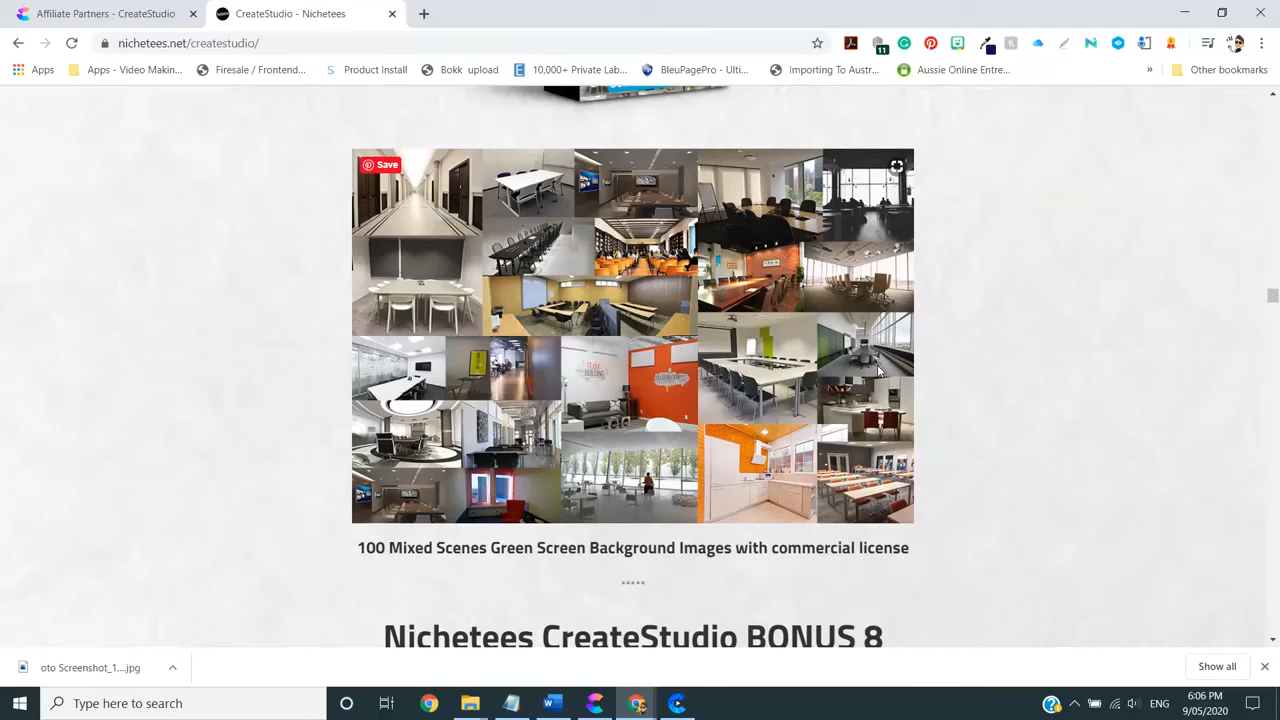 Affiliate Partners - CreateStudio
CreateStudio - Nichetees
nichetees.net/createstudio/
11
Apps
Apps - Video Makin...
Firesale / Frontend...
Product Install
Bokk upload
10,000+ Private Lab...
BleuPagePro - Ulti...
Importing To Austr...
Aussie Online Entre...
»
Other bookmarks
Save
TEAM
BUILDING
100 Mixed Scenes Green Screen Background Images with commercial license
*****
Nichetees CreateStudio BONUS 8
oto Screenshot_1....jpg
Show all
Type here to search
ENG
6:06 PM
9/05/2020